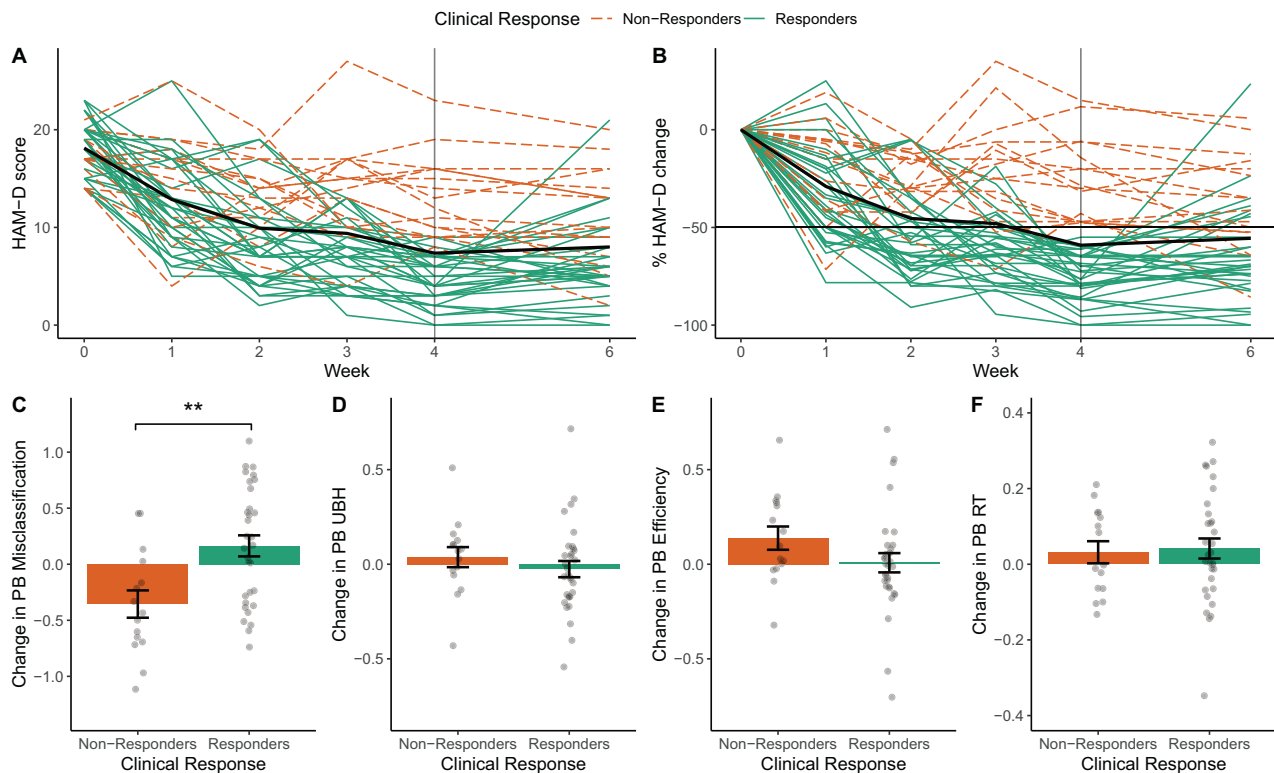 Clinical Response Non−Responders Responders
A
HAM−D score
20
10
0
0 1 2 3 4 6
Week
B
% HAM−D change
0
−50
−100
0 1 2 3 4 6
Week
C
Change in PB Misclassification
**
1.0
0.5
0.0
−0.5
−1.0
Non−Responders Responders
Clinical Response
D
Change in PB UBH
0.5
0.0
−0.5
Non−Responders Responders
Clinical Response
E
Change in PB Efficiency
0.5
0.0
−0.5
Non−Responders Responders
Clinical Response
F
Change in PB RT
0.4
0.2
0.0
−0.2
−0.4
Non−Responders Responders
Clinical Response